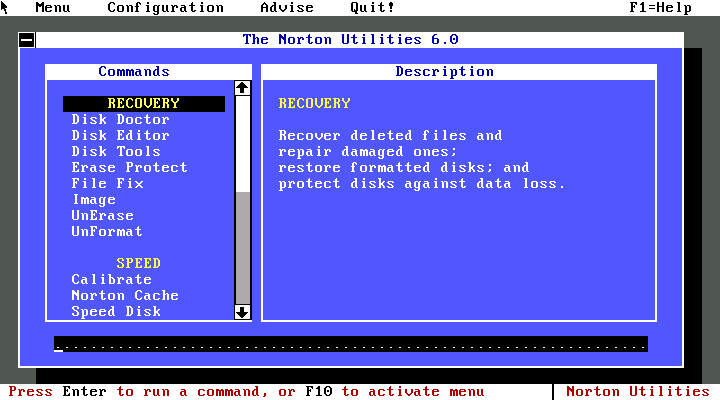 Menu Configuration Advise Quit! F1=Help
The Norton Utilities 6.0
Commands
RECOVERY
Disk Doctor
Disk Editor
Disk Tools
Erase Protect
File Fix
Image
UnErase
UnFormat
SPEED
Calibrate
Norton Cache
Speed Disk
Description
RECOVERY
Recover deleted files and
repair damaged ones;
restore formatted disks; and
protect disks against data loss.
Press Enter to run a command, or F10 to activate menu
Norton Utilities